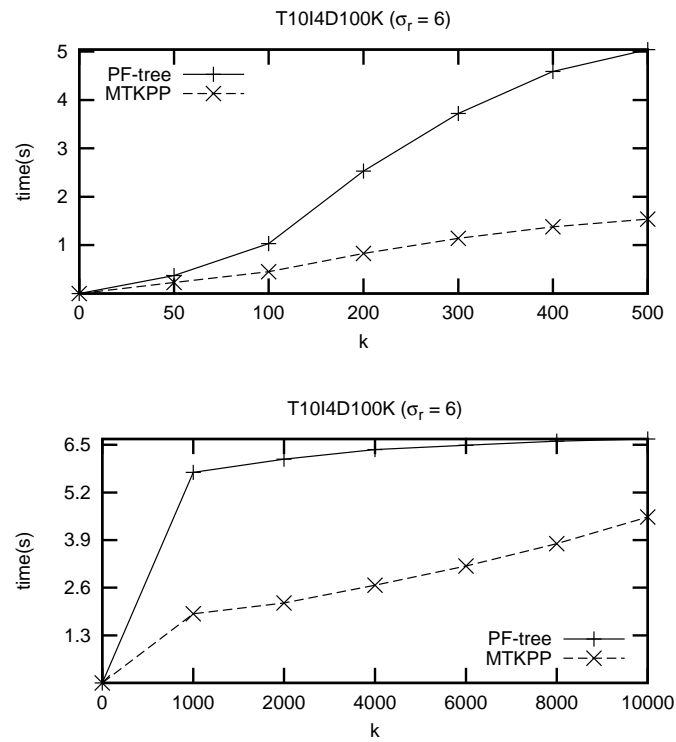 T10I4D100K (σr = 6)
5
4
3
2
1
0
time(s)
PF-tree
MTKPP
0 50 100 200 300 400 500
k
T10I4D100K (σr = 6)
6.5
5.2
3.9
2.6
1.3
time(s)
PF-tree
MTKPP
0 1000 2000 4000 6000 8000 10000
k